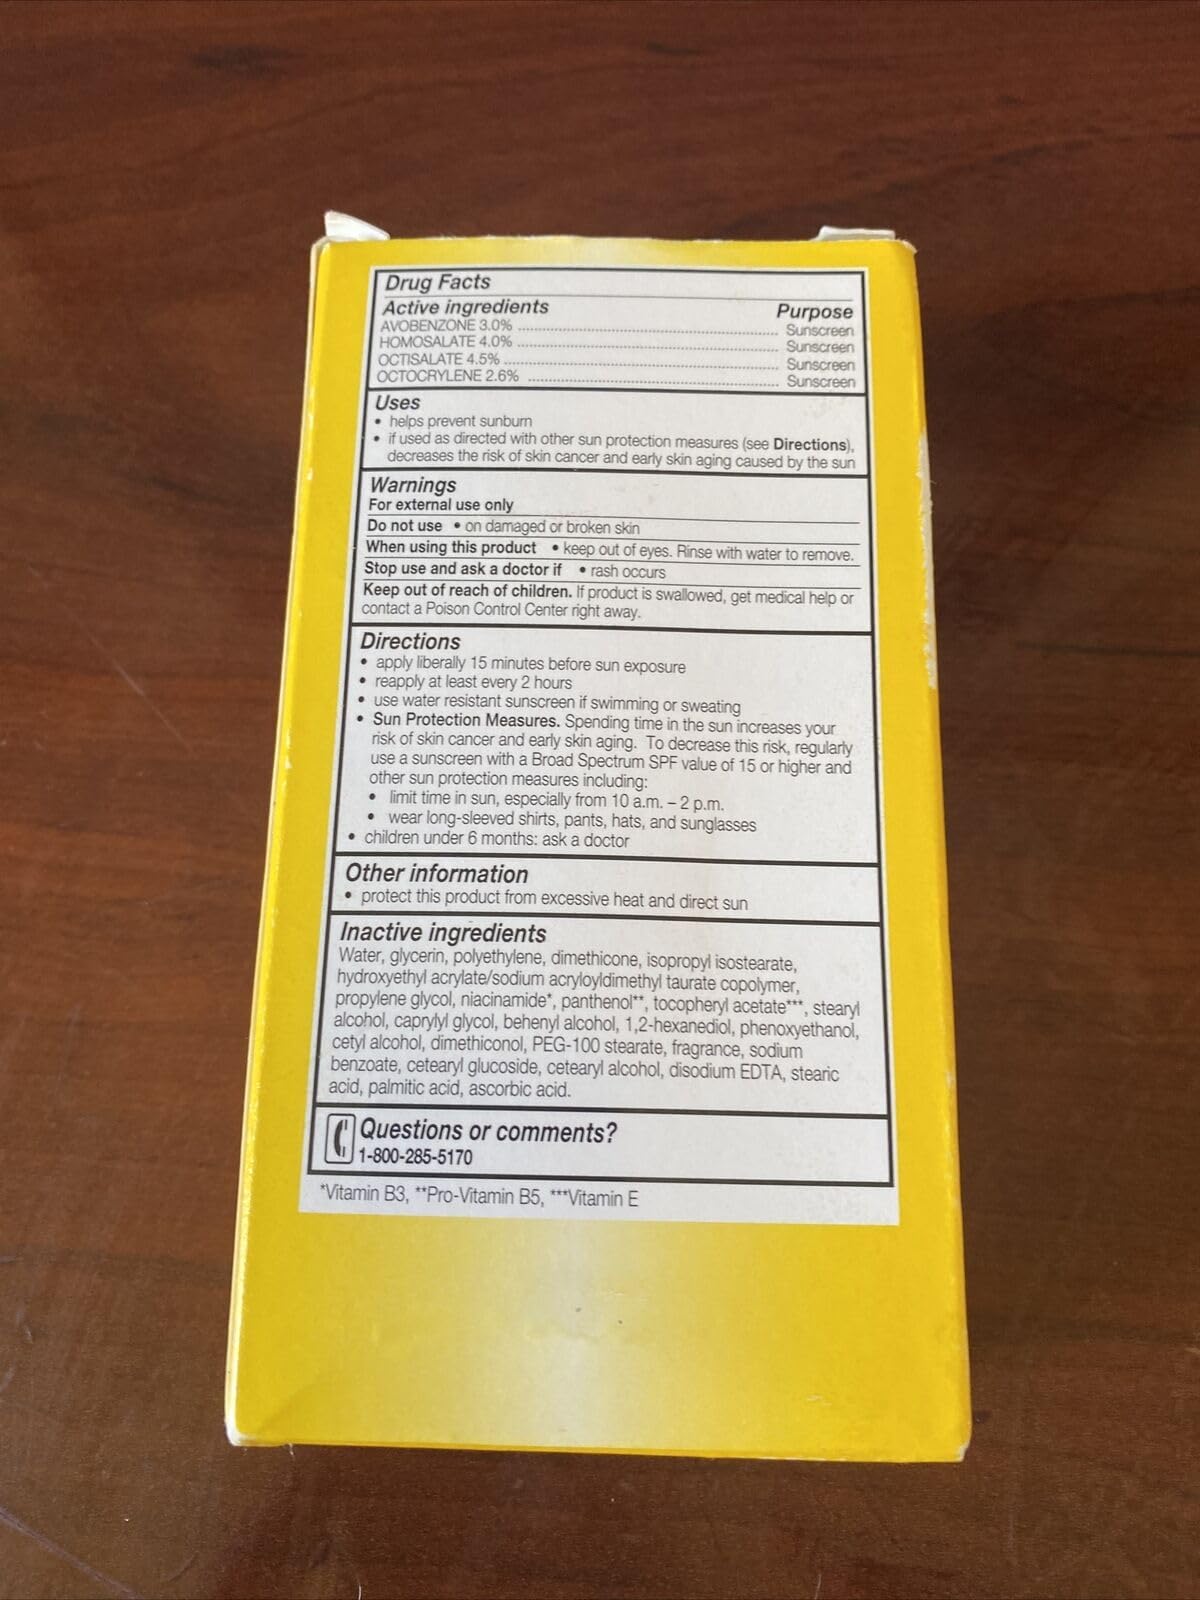 Drug Facts
Active ingredients Purpose
AVOBENZONE 3.0% ........ Sunscreen
HOMOSALATE 4.0% ........ Sunscreen
OCTISALATE 4.5% ........ Sunscreen
OCTOCRYLENE 2.6% ........ Sunscreen
Uses
• helps prevent sunburn
• if used as directed with other sun protection measures (see Directions),
decreases the risk of skin cancer and early skin aging caused by the sun
Warnings
For external use only
Do not use • on damaged or broken skin
When using this product • keep out of eyes. Rinse with water to remove.
Stop use and ask a doctor if • rash occurs
Keep out of reach of children. If product is swallowed, get medical help or
contact a Poison Control Center right away.
Directions
• apply liberally 15 minutes before sun exposure
• reapply at least every 2 hours
• use water resistant sunscreen if swimming or sweating
• Sun Protection Measures. Spending time in the sun increases your
risk of skin cancer and early skin aging. To decrease this risk, regularly
use a sunscreen with a Broad Spectrum SPF value of 15 or higher and
other sun protection measures including:
• limit time in sun, especially from 10 a.m. – 2 p.m.
• wear long-sleeved shirts, pants, hats, and sunglasses
• children under 6 months: ask a doctor
Other information
• protect this product from excessive heat and direct sun
Inactive ingredients
Water, glycerin, polyethylene, dimethicone, isopropyl isostearate,
hydroxyethyl acrylate/sodium acryloyldimethyl taurate copolymer,
propylene glycol, niacinamide*, panthenol**, tocopheryl acetate***, stearyl
alcohol, caprylyl glycol, behenyl alcohol, 1,2-hexanediol, phenoxyethanol,
cetyl alcohol, dimethiconol, PEG-100 stearate, fragrance, sodium
benzoate, cetearyl glucoside, cetearyl alcohol, disodium EDTA, stearic
acid, palmitic acid, ascorbic acid.
Questions or comments?
1-800-285-5170
*Vitamin B3, **Pro-Vitamin B5, ***Vitamin E